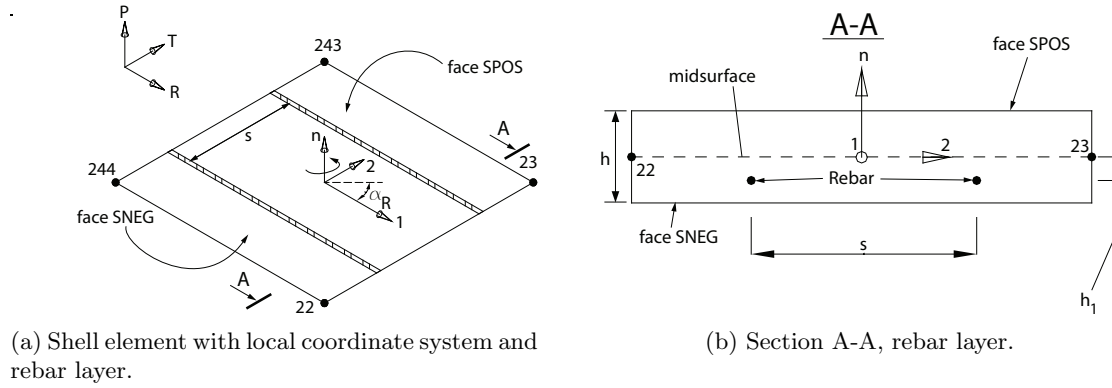 P
T
R
243
face SPOS
A
s
n
2
23
244
α
R
1
face SNEG
A
22
(a) Shell element with local coordinate system and
rebar layer.
A-A
face SPOS
n
midsurface
h
1
2
23
22
Rebar
face SNEG
s
h1
(b) Section A-A, rebar layer.